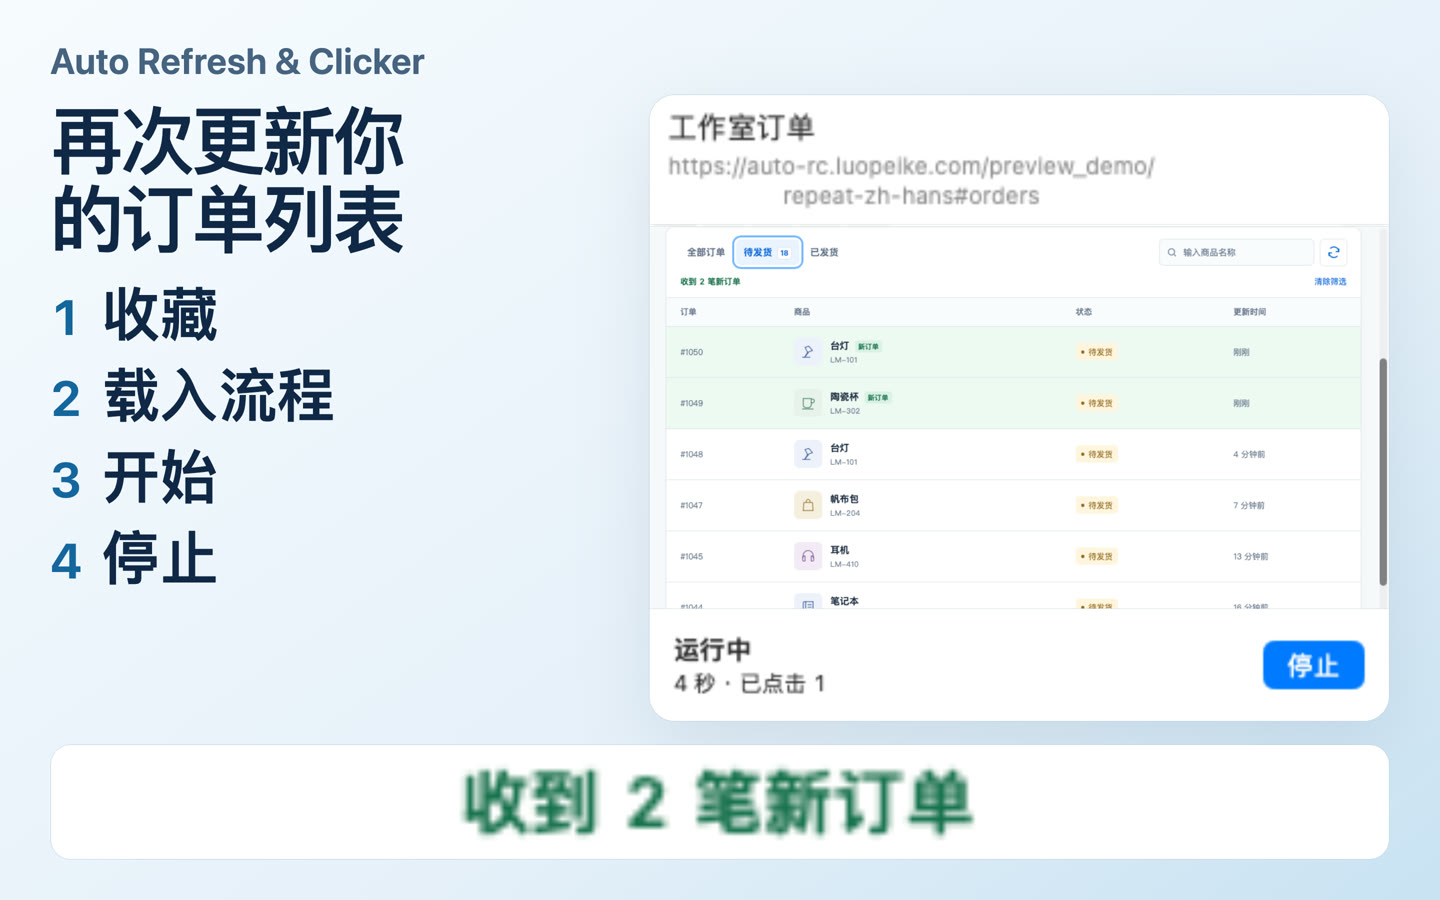 Auto Refresh & Clicker
再次更新你
的订单列表
1 收藏
2 载入流程
3 开始
4 停止
工作室订单
https://auto-rc.luopeike.com/preview_demo/
repeat-zh-hans#orders
全部订单 待发货 18 已发货
输入商品名称
收到 2 笔新订单
清除筛选
订单 商品 状态 更新时间
#1050 台灯 新订单 待发货 刚刚
LM-101
#1049 陶瓷杯 新订单 待发货 刚刚
LM-302
#1048 台灯 待发货 4 分钟前
LM-101
#1047 帆布包 待发货 7 分钟前
LM-204
#1045 耳机 待发货 13 分钟前
LM-410
#1044 笔记本 待发货 16 分钟前
运行中
4 秒 · 已点击 1
停止
收到 2 笔新订单